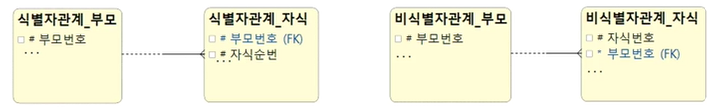 식별자관계_부모
# 부모번호
...
식별자관계_자식
# 부모번호 (FK)
# 자식순번
...
비식별자관계_부모
# 부모번호
...
비식별자관계_자식
# 자식번호
* 부모번호 (FK)
...